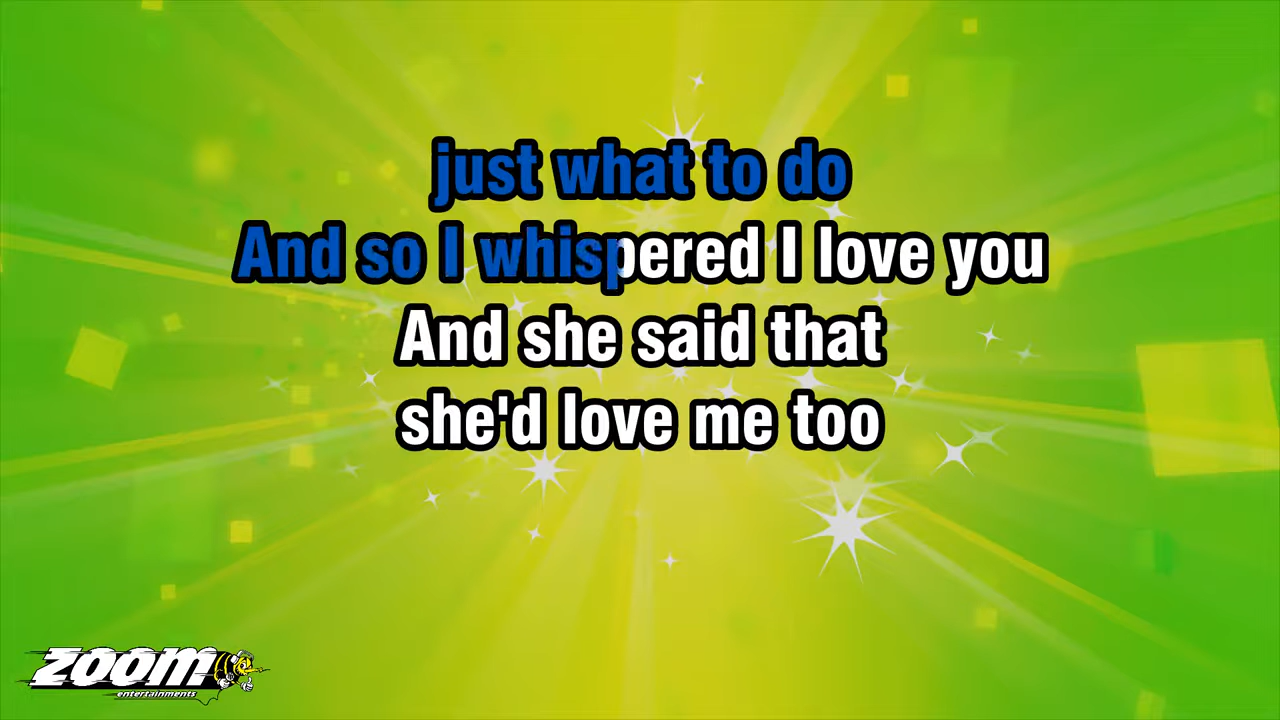 just what to do
And so I whispered I love you
And she said that
she'd love me too
zoom
entertainments